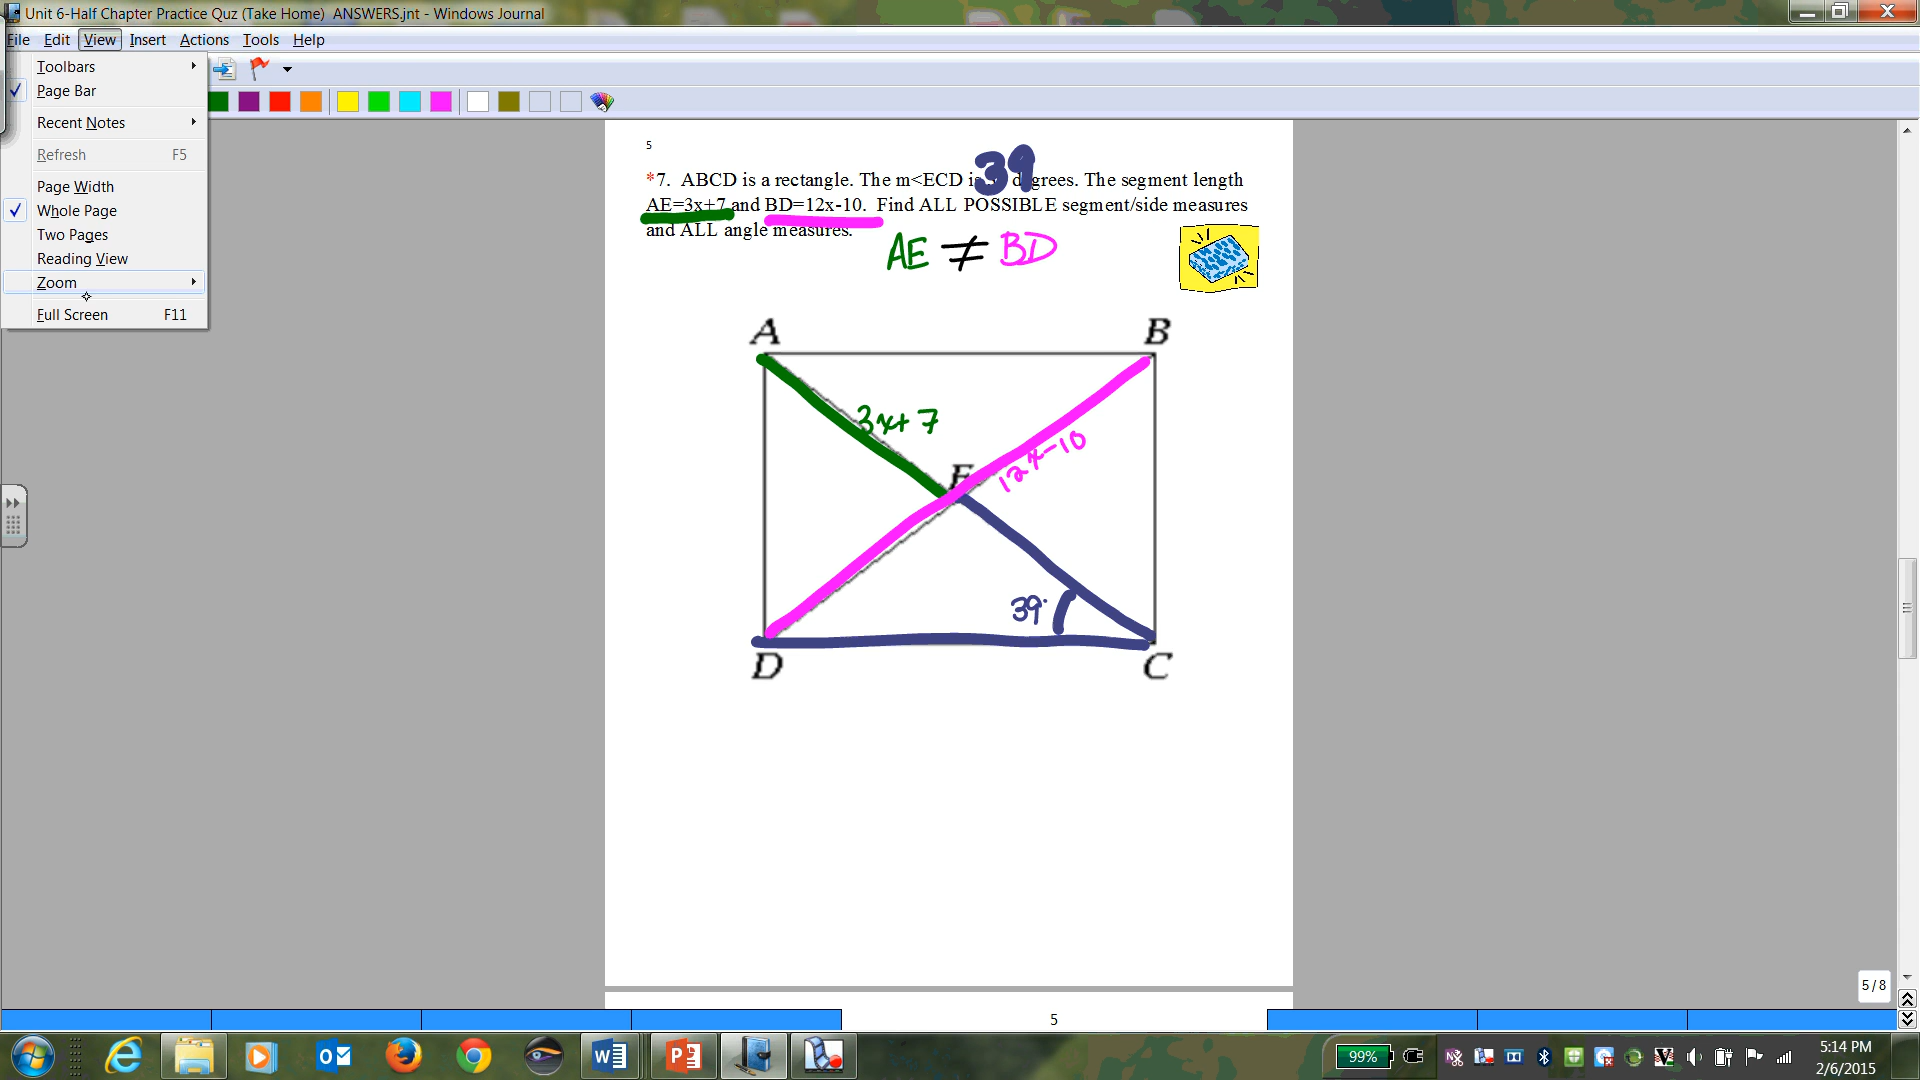 Unit 6-Half Chapter Practice Quz (Take Home)  ANSWERS.jnt - Windows Journal
File Edit View Insert Actions Tools Help
Toolbars
Page Bar
Recent Notes
Refresh F5
Page Width
Whole Page
Two Pages
Reading View
Zoom
Full Screen F11
5
39
*7. ABCD is a rectangle. The m<ECD is degrees. The segment length
AE=3x+7 and BD=12x-10. Find ALL POSSIBLE segment/side measures
and ALL angle measures.
AE ≠ BD
A B
3x+7
E
12x-10
39°
D C
5 / 8
5
99%
5:14 PM
2/6/2015